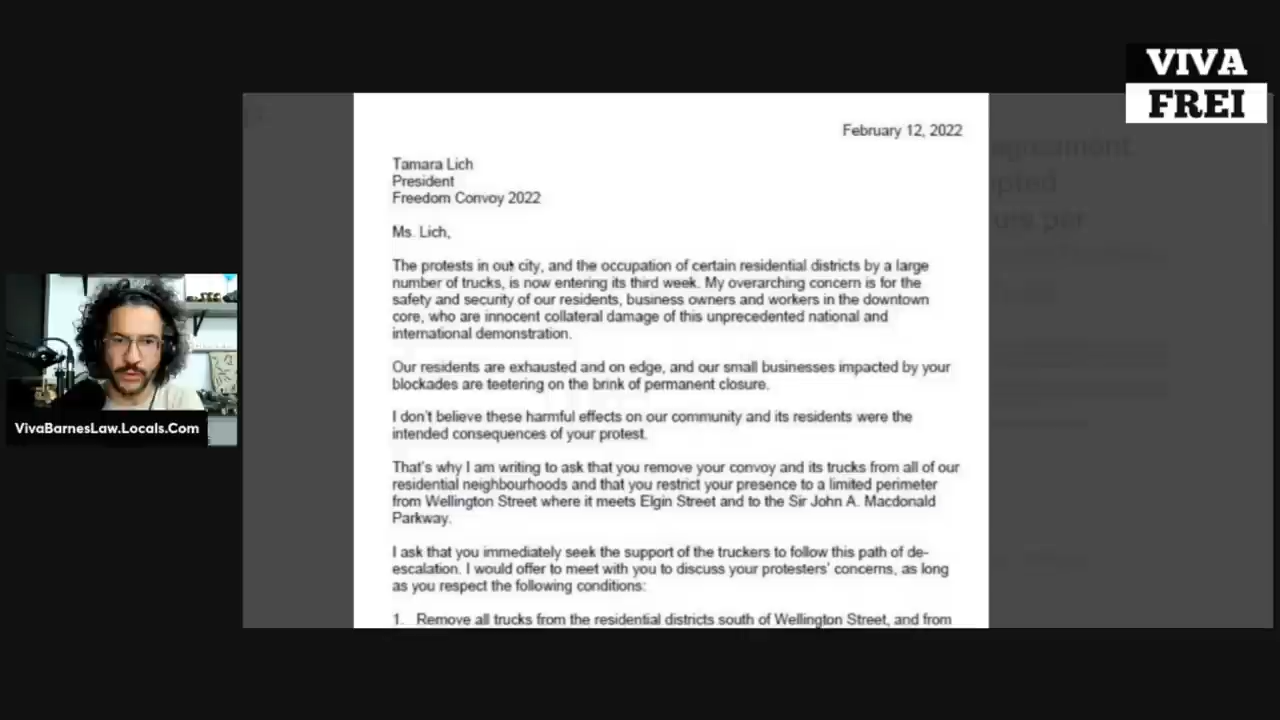 VIVA
FREI
February 12, 2022
Tamara Lich
President
Freedom Convoy 2022
Ms. Lich,
The protests in our city, and the occupation of certain residential districts by a large
number of trucks, is now entering its third week. My overarching concern is for the
safety and security of our residents, business owners and workers in the downtown
core, who are innocent collateral damage of this unprecedented national and
international demonstration.
Our residents are exhausted and on edge, and our small businesses impacted by your
blockades are teetering on the brink of permanent closure.
I don't believe these harmful effects on our community and its residents were the
intended consequences of your protest.
That's why I am writing to ask that you remove your convoy and its trucks from all of our
residential neighbourhoods and that you restrict your presence to a limited perimeter
from Wellington Street where it meets Elgin Street and to the Sir John A. Macdonald
Parkway.
I ask that you immediately seek the support of the truckers to follow this path of de-
escalation. I would offer to meet with you to discuss your protesters' concerns, as long
as you respect the following conditions:
1. Remove all trucks from the residential districts south of Wellington Street, and from
VivaBarnesLaw.Locals.Com